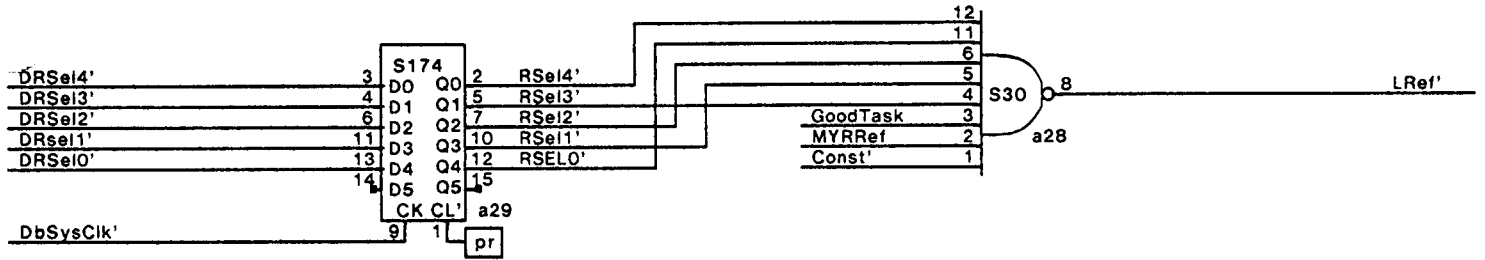 12
11
6
5
4
3
2
1
S30
8
LRef'
a28
GoodTask
MYRRef
Const'
S174
DRSel4' 3 D0 Q0 2 RSel4'
DRSel3' 4 D1 Q1 5 RSel3'
DRSel2' 6 D2 Q2 7 RSel2'
DRsel1' 11 D3 Q3 10 RSel1'
DRSel0' 13 D4 Q4 12 RSEL0'
14 D5 Q5 15
CK CL' a29
DbSysClk' 9 1 pr